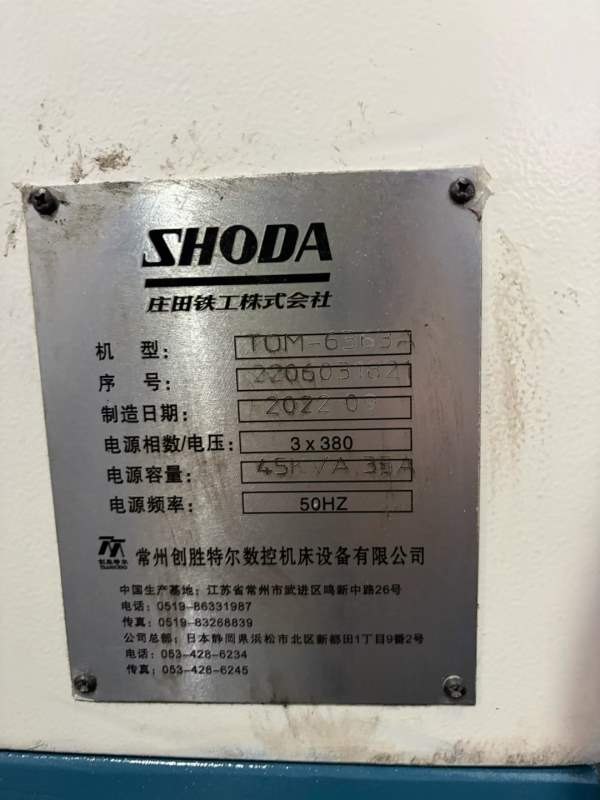 SHODA
庄田铁工株式会社
机 型: TOM-6363A
序 号:
制造日期: 2022 09
电源相数/电压: 3 x 380
电源容量: 45KVA 35A
电源频率: 50HZ
常州创胜特尔数控机床设备有限公司
中国生产基地: 江苏省常州市武进区鸣新中路26号
电话: 0519-86331987
传真: 0519-83268839
公司总部: 日本静岡県浜松市北区新都田1丁目9番2号
电话: 053-428-6234
传真: 053-428-6245